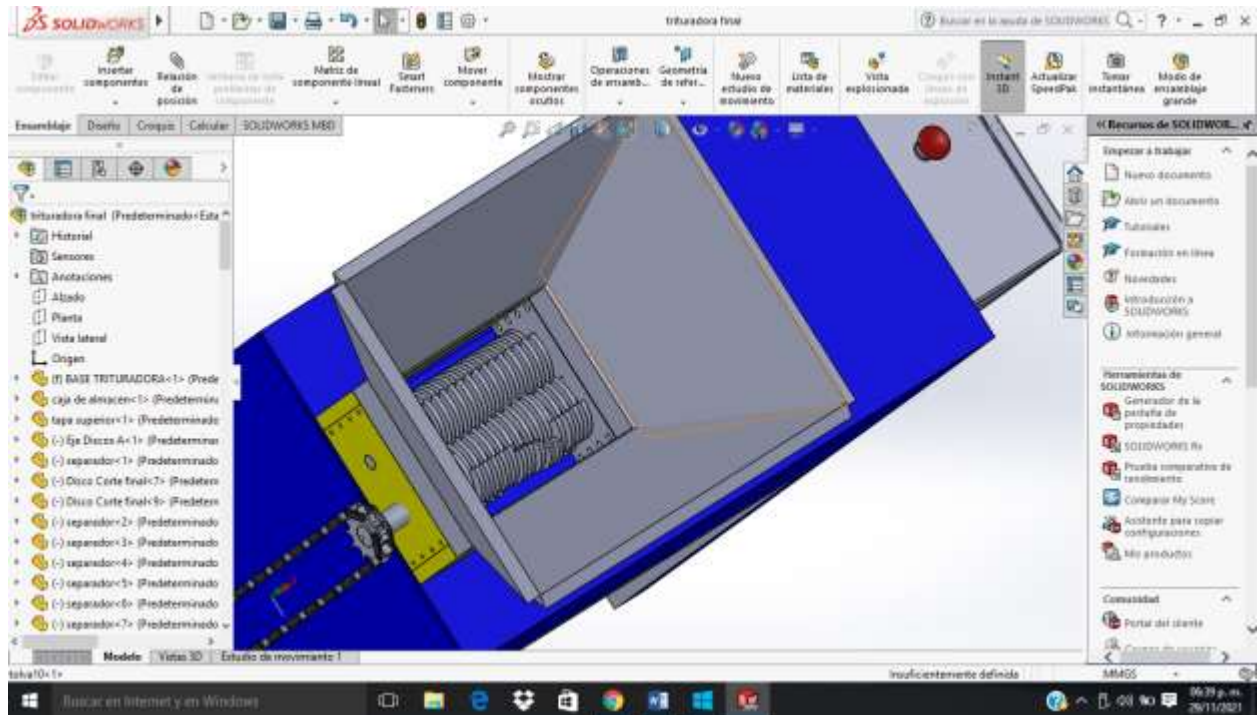 SOLIDWORKS
trituradora final
Insertar componentes
Relación de posición
Matriz de componente lineal
Smart Fasteners
Mover componente
Mostrar componentes ocultos
Operaciones de ensamb...
Geometría de refer...
Nuevo estudio de movimiento
Lista de materiales
Vista explosionada
Instant 3D
Actualizar SpeedPak
Tomar instantánea
Modo de ensamblaje grande
Ensamblaje
Diseño
Croquis
Calcular
SOLIDWORKS MBD
trituradora final (Predeterminado<Esta
Historial
Sensores
Anotaciones
Alzado
Planta
Vista lateral
Origen
(f) BASE TRITURADORA<1> (Prede
caja de almacen<1> (Predetermina
tapa superior<1> (Predeterminado
(-) Eje Discos A<1> (Predeterminac
(-) separador<1> (Predeterminado
(-) Disco Corte final<7> (Predeterm
(-) Disco Corte final<9> (Predeterm
(-) separador<2> (Predeterminado
(-) separador<3> (Predeterminado
(-) separador<4> (Predeterminado
(-) separador<5> (Predeterminado
(-) separador<6> (Predeterminado
(-) separador<7> (Predeterminado
Modelo
Vistas 3D
Estudio de movimiento 1
Recursos de SOLIDWOR...
Empezar a trabajar
Nuevo documento
Abrir un documento
Tutoriales
Formación en línea
Novedades
Introducción a SOLIDWORKS
Información general
Herramientas de SOLIDWORKS
Generador de la pestaña de propiedades
SOLIDWORKS Rx
Prueba comparativa de rendimiento
Comparar My Score
Asistente para copiar configuraciones
Mis productos
Comunidad
Portal del cliente
Insuficientemente definida
MMGS
Buscar en Internet y en Windows
06:39 p. m.
29/11/2021